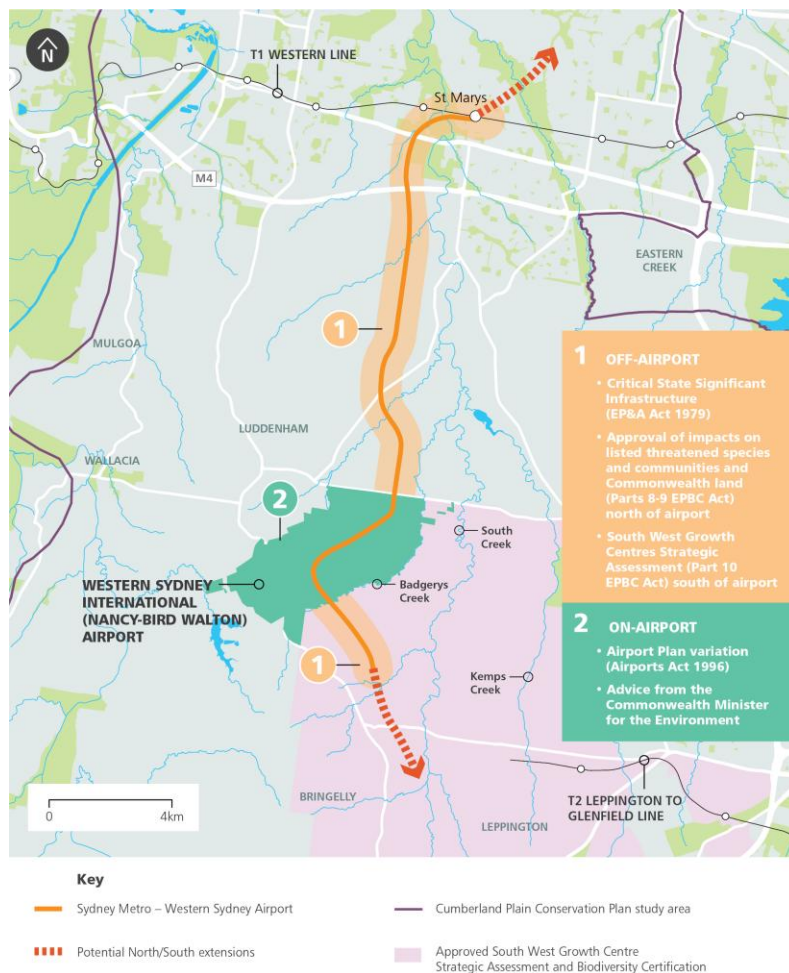 N
T1 WESTERN LINE
St Marys
M4
EASTERN
CREEK
1
MULGOA
LUDDENHAM
WALLACIA
2
South
Creek
WESTERN SYDNEY
INTERNATIONAL
(NANCY-BIRD WALTON)
AIRPORT
Badgerys
Creek
1
Kemps
Creek
BRINGELLY
LEPPINGTON
T2 LEPPINGTON TO
GLENFIELD LINE
0 4km
1 OFF-AIRPORT
• Critical State Significant
Infrastructure
(EP&A Act 1979)
• Approval of impacts on
listed threatened species
and communities and
Commonwealth land
(Parts 8-9 EPBC Act)
north of airport
• South West Growth
Centres Strategic
Assessment (Part 10
EPBC Act) south of airport
2 ON-AIRPORT
• Airport Plan variation
(Airports Act 1996)
• Advice from the
Commonwealth Minister
for the Environment
Key
Sydney Metro – Western Sydney Airport
Potential North/South extensions
Cumberland Plain Conservation Plan study area
Approved South West Growth Centre
Strategic Assessment and Biodiversity Certification